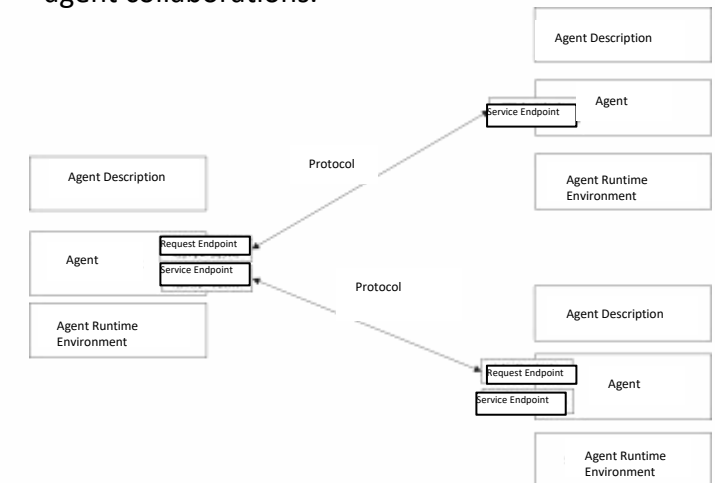 agent collaborations.
Agent Description
Service Endpoint
Agent
Protocol
Agent Description
Agent Runtime
Environment
Request Endpoint
Agent
Service Endpoint
Protocol
Agent Description
Agent Runtime
Environment
Request Endpoint
Agent
Service Endpoint
Agent Runtime
Environment